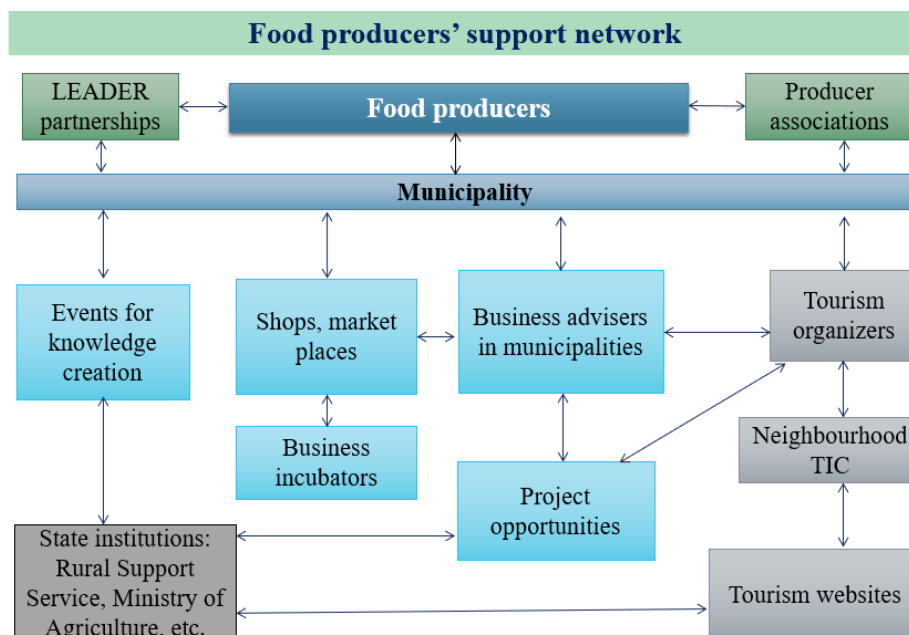 Food producers’ support network
LEADER
partnerships
Food producers
Producer
associations
Municipality
Events for
knowledge
creation
Shops, market
places
Business advisers
in municipalities
Tourism
organizers
Business
incubators
Project
opportunities
Neighbourhood
TIC
State institutions:
Rural Support
Service, Ministry of
Agriculture, etc.
Tourism websites